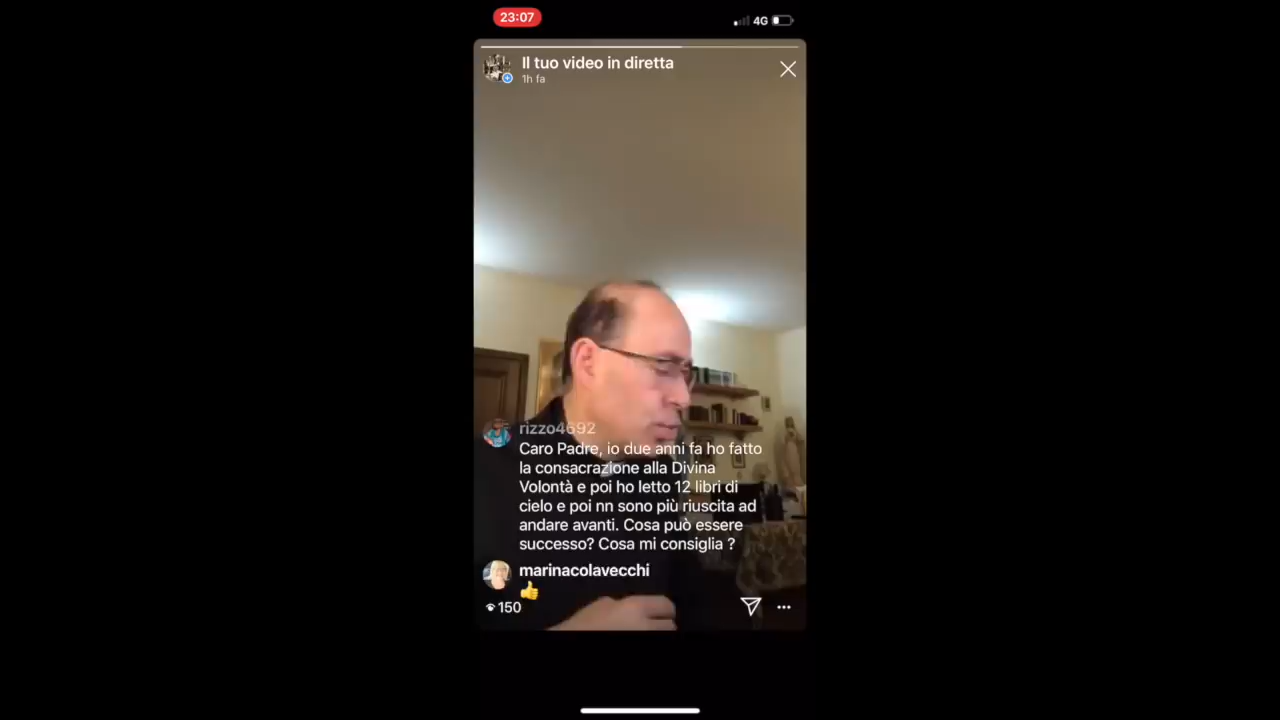 23:07
4G
Il tuo video in diretta
1h fa
rizzo4692
Caro Padre, io due anni fa ho fatto
la consacrazione alla Divina
Volontà e poi ho letto 12 libri di
cielo e poi nn sono più riuscita ad
andare avanti. Cosa può essere
successo? Cosa mi consiglia ?
marinacolavecchi
👍
150